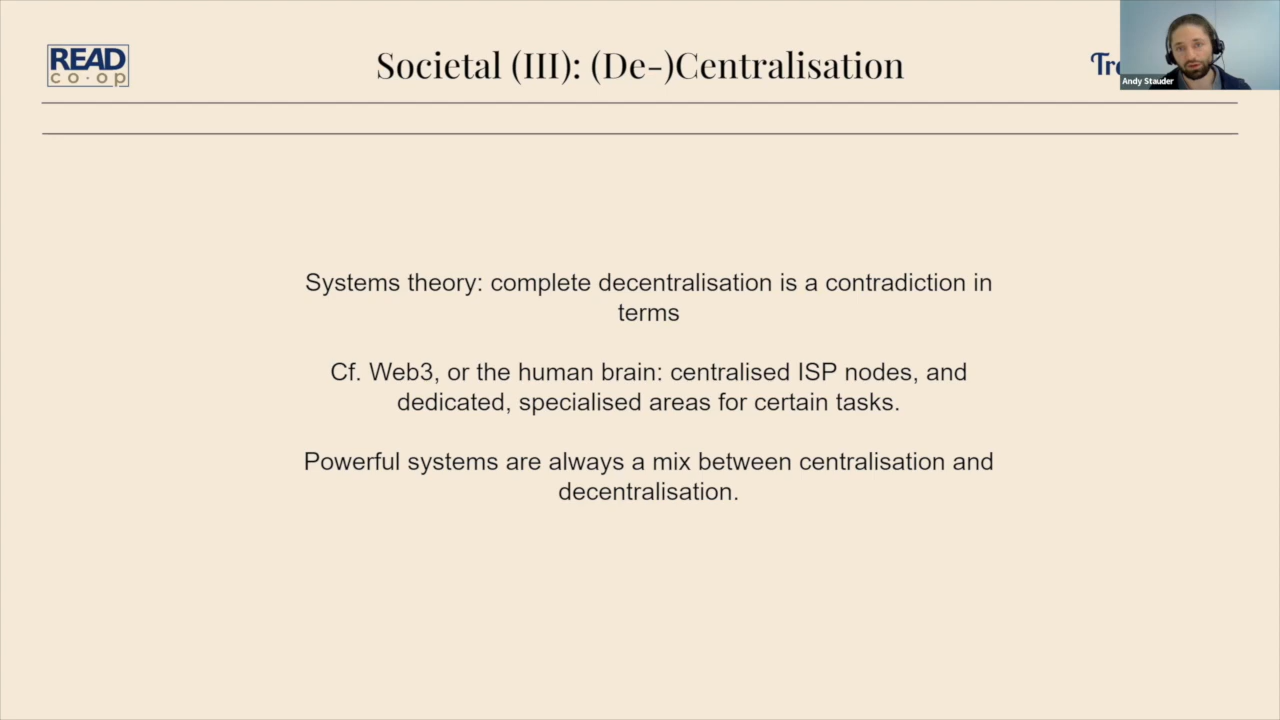 READ
co·op
Societal (III): (De-)Centralisation
Andy Stauder
Systems theory: complete decentralisation is a contradiction in
terms
Cf. Web3, or the human brain: centralised ISP nodes, and
dedicated, specialised areas for certain tasks.
Powerful systems are always a mix between centralisation and
decentralisation.